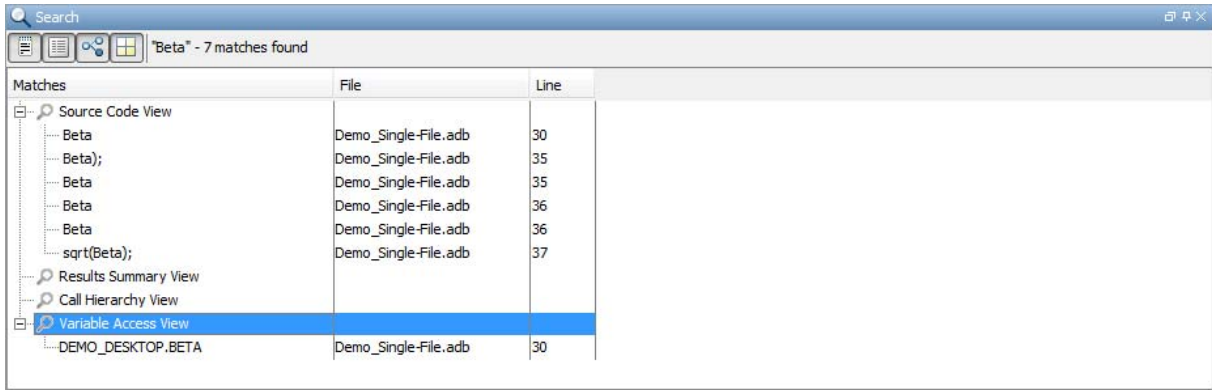 Search
"Beta" - 7 matches found
Matches File Line
Source Code View
Beta Demo_Single-File.adb 30
Beta); Demo_Single-File.adb 35
Beta Demo_Single-File.adb 35
Beta Demo_Single-File.adb 36
Beta Demo_Single-File.adb 36
sqrt(Beta); Demo_Single-File.adb 37
Results Summary View
Call Hierarchy View
Variable Access View
DEMO_DESKTOP.BETA Demo_Single-File.adb 30